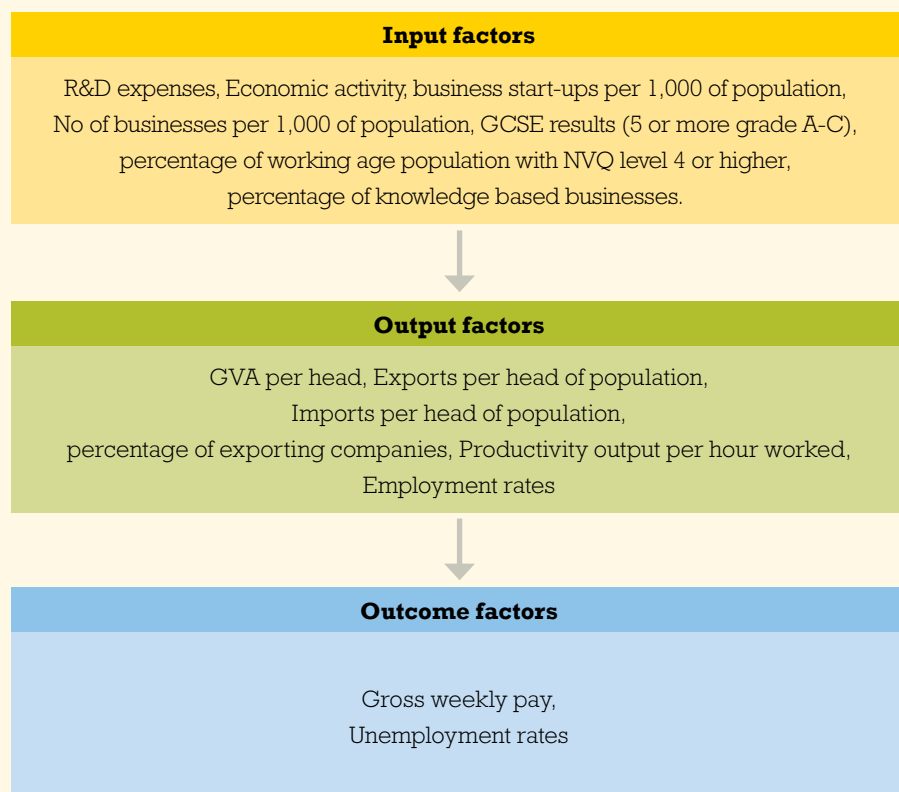 Input factors
R&D expenses, Economic activity, business start-ups per 1,000 of population,
No of businesses per 1,000 of population, GCSE results (5 or more grade A-C),
percentage of working age population with NVQ level 4 or higher,
percentage of knowledge based businesses.
Output factors
GVA per head, Exports per head of population,
Imports per head of population,
percentage of exporting companies, Productivity output per hour worked,
Employment rates
Outcome factors
Gross weekly pay,
Unemployment rates